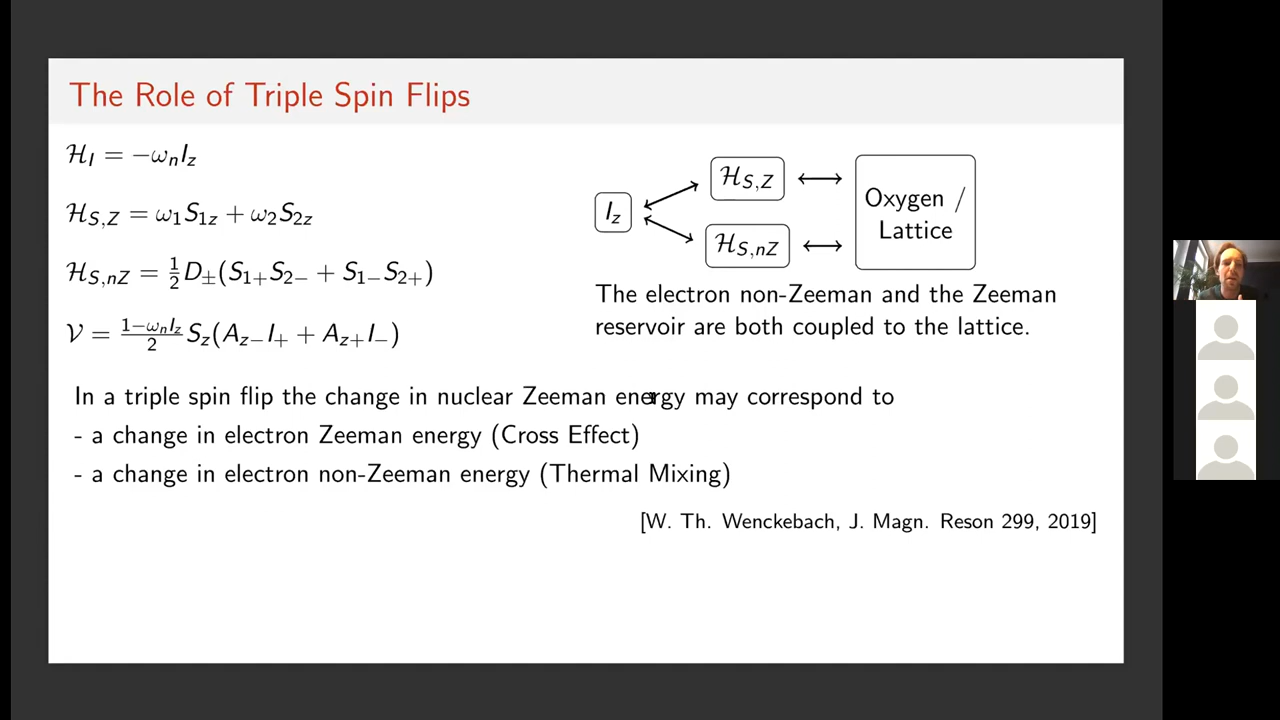 The Role of Triple Spin Flips
ℋ_I = −ω_n I_z
ℋ_{S,Z} = ω_1 S_{1z} + ω_2 S_{2z}
ℋ_{S,nZ} = 1/2 D_±(S_{1+}S_{2−} + S_{1−}S_{2+})
𝒱 = (1−ω_n I_z)/2 S_z(A_{z−}I_+ + A_{z+}I_−)
I_z
ℋ_{S,Z}
ℋ_{S,nZ}
Oxygen /
Lattice
The electron non-Zeeman and the Zeeman
reservoir are both coupled to the lattice.
In a triple spin flip the change in nuclear Zeeman energy may correspond to
- a change in electron Zeeman energy (Cross Effect)
- a change in electron non-Zeeman energy (Thermal Mixing)
[W. Th. Wenckebach, J. Magn. Reson 299, 2019]